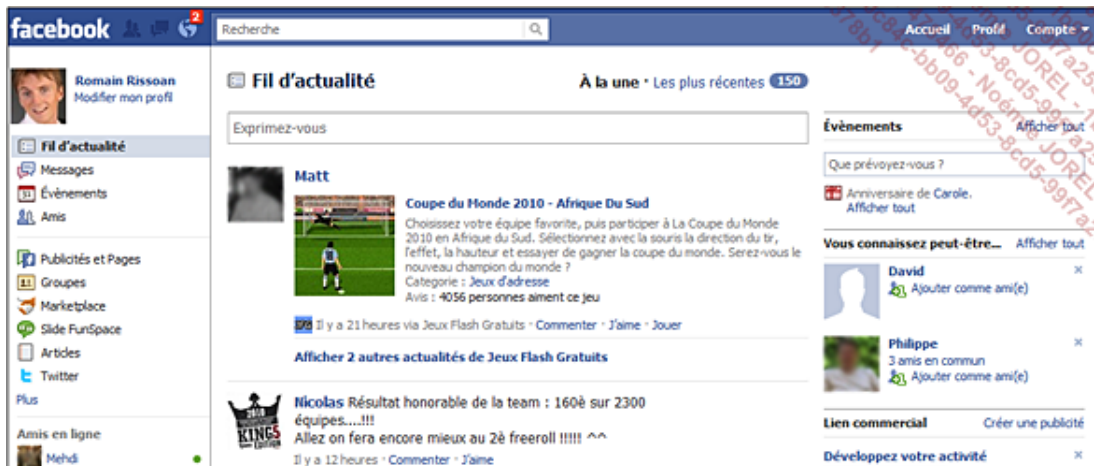 facebook
2
Recherche
Accueil Profil Compte
Romain Rissoan
Modifier mon profil
Fil d'actualité
Messages
Évènements
Amis
Publicités et Pages
Groupes
Marketplace
Slide FunSpace
Articles
Twitter
Plus
Amis en ligne
Mehdi
Fil d'actualité
À la une · Les plus récentes 150
Exprimez-vous
Matt
Coupe du Monde 2010 - Afrique Du Sud
Choisissez votre équipe favorite, puis participer à La Coupe du Monde
2010 en Afrique du Sud. Sélectionnez avec la souris la direction du tir,
l'effet, la hauteur et essayer de gagner la coupe du monde. Serez-vous le
nouveau champion du monde ?
Categorie : Jeux d'adresse
Avis : 4056 personnes aiment ce jeu
Il y a 21 heures via Jeux Flash Gratuits · Commenter · J'aime · Jouer
Afficher 2 autres actualités de Jeux Flash Gratuits
2010
KING5
Nicolas Résultat honorable de la team : 160è sur 2300
équipes....!!!
Allez on fera encore mieux au 2è freeroll !!!!! ^^
Il y a 12 heures · Commenter · J'aime
Évènements Afficher tout
Que prévoyez-vous ?
Anniversaire de Carole.
Afficher tout
Vous connaissez peut-être... Afficher tout
David
Ajouter comme ami(e)
Philippe
3 amis en commun
Ajouter comme ami(e)
Lien commercial Créer une publicité
Développez votre activité
- Noémie JOREL -